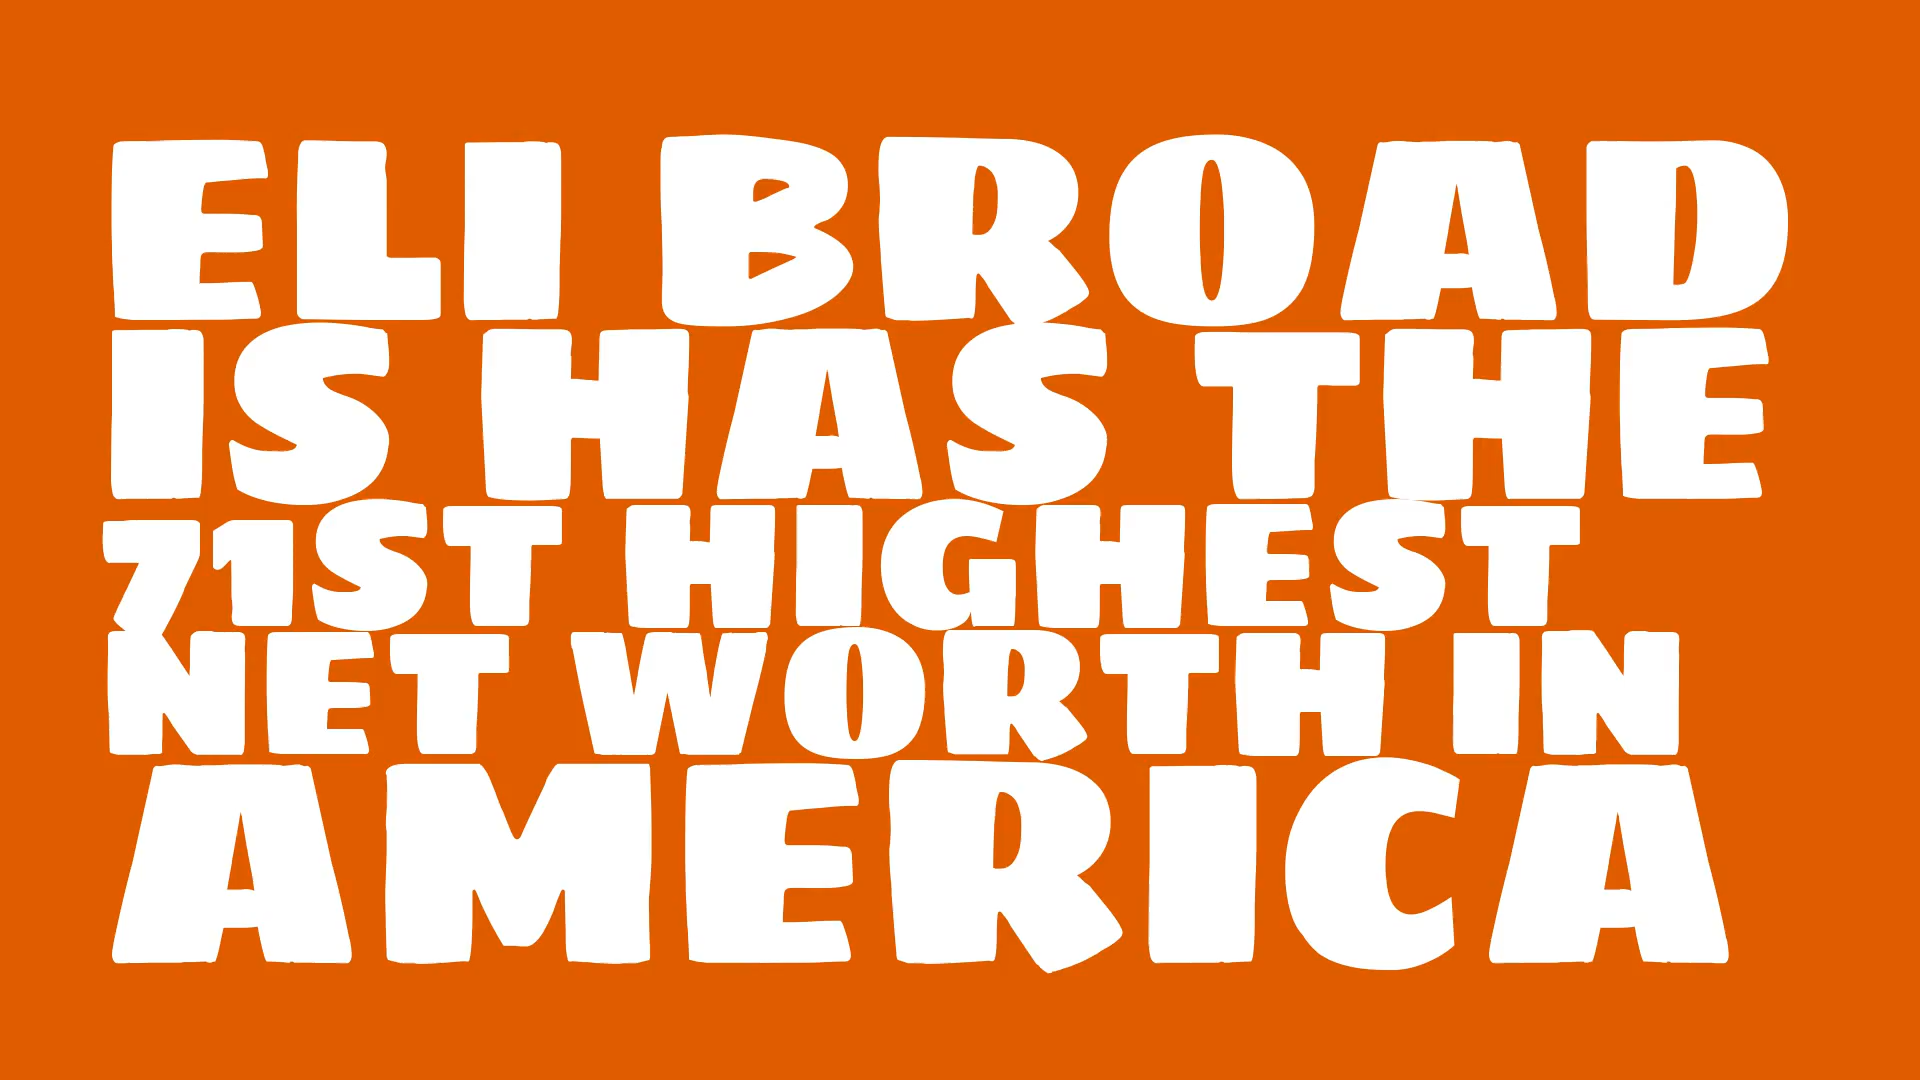 ELI BROAD
IS HAS THE
71ST HIGHEST
NET WORTH IN
AMERICA